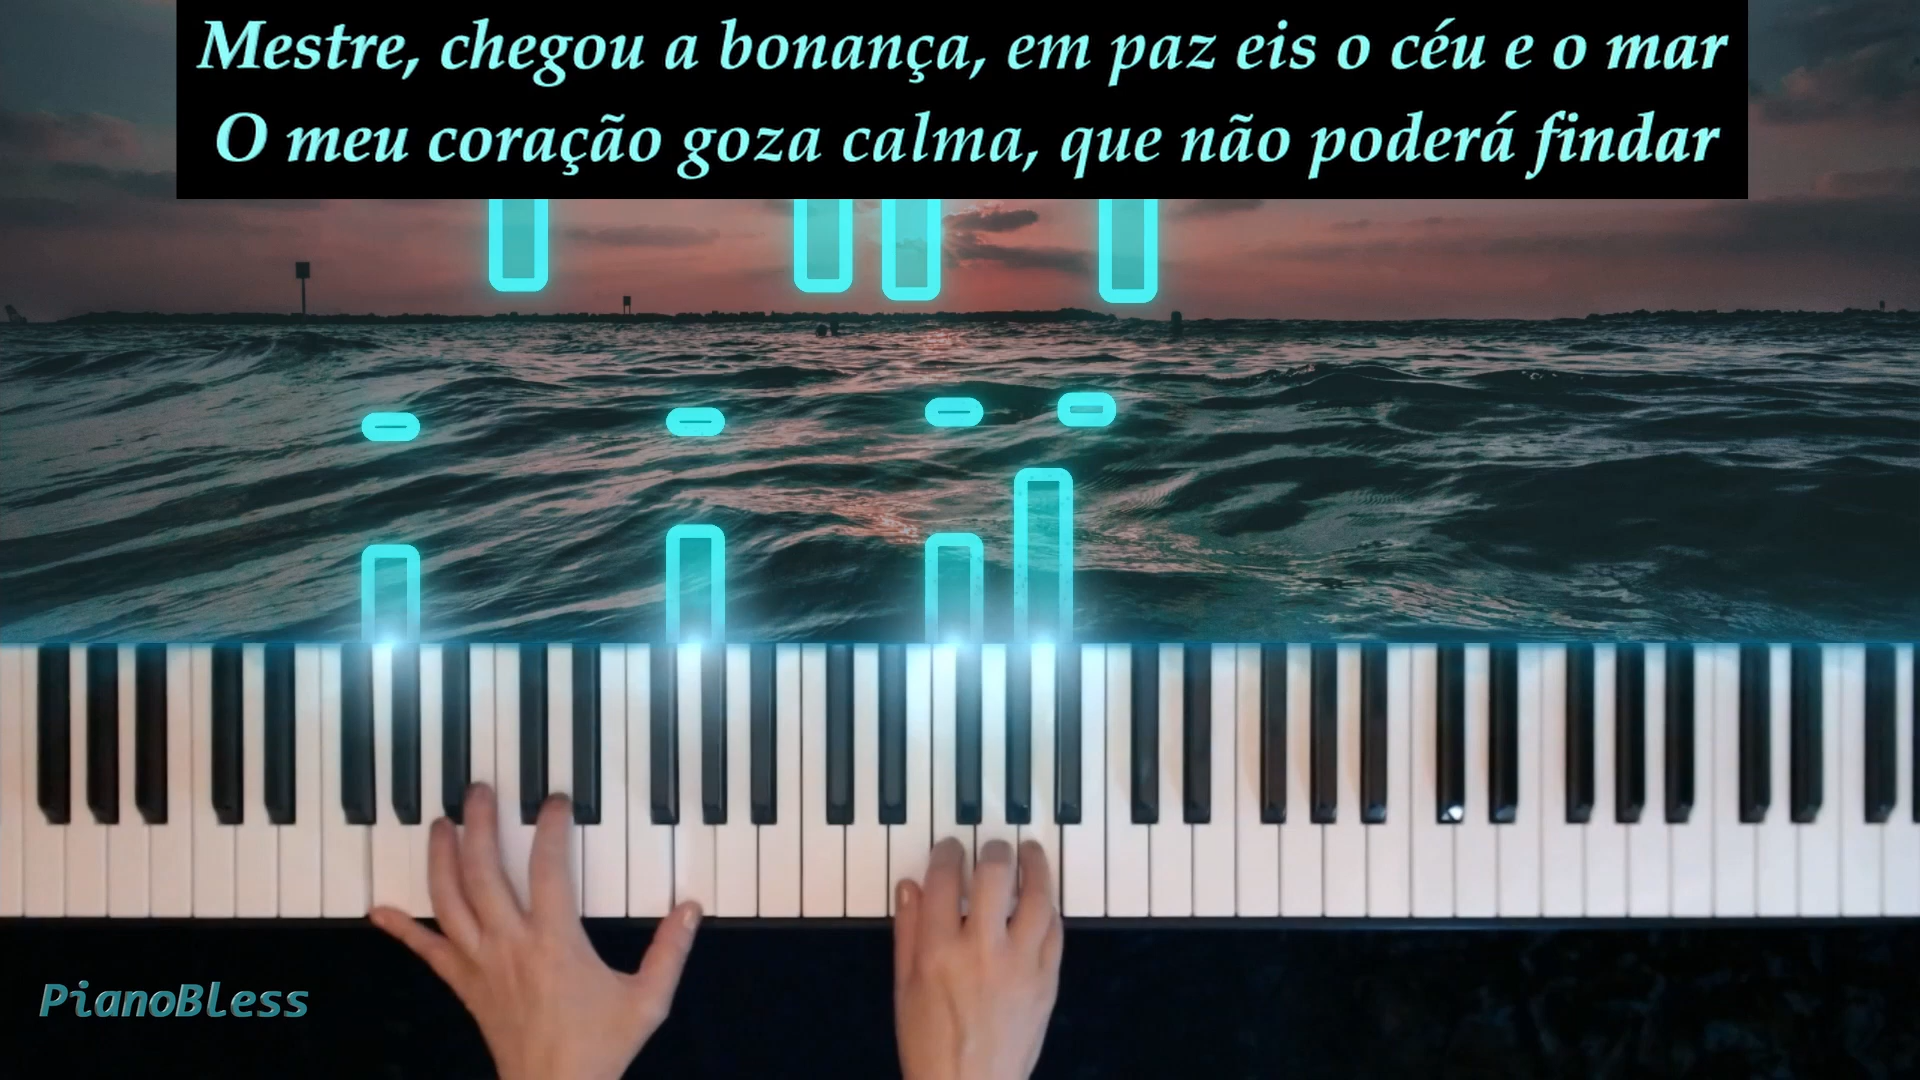 Mestre, chegou a bonança, em paz eis o céu e o mar
O meu coração goza calma, que não poderá findar
PianoBless